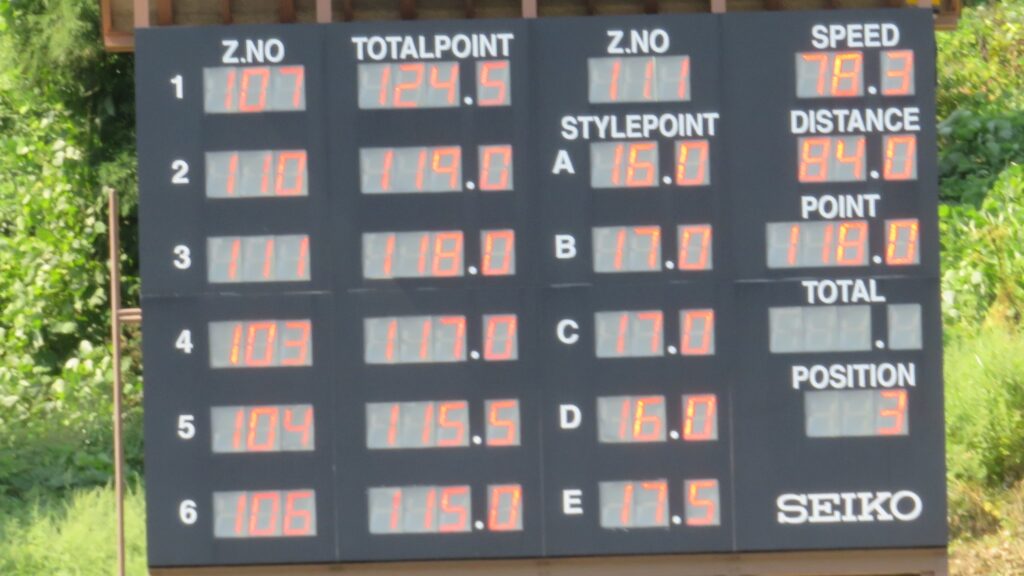 Z.NO TOTALPOINT Z.NO SPEED
1 107 124.5 111 78.3
STYLEPOINT DISTANCE
2 110 119.0 A 16.0 84.0
POINT
3 111 118.0 B 17.0 118.0
TOTAL
4 103 117.0 C 17.0 .
POSITION
5 104 115.5 D 16.0 3
6 106 115.0 E 17.5 SEIKO